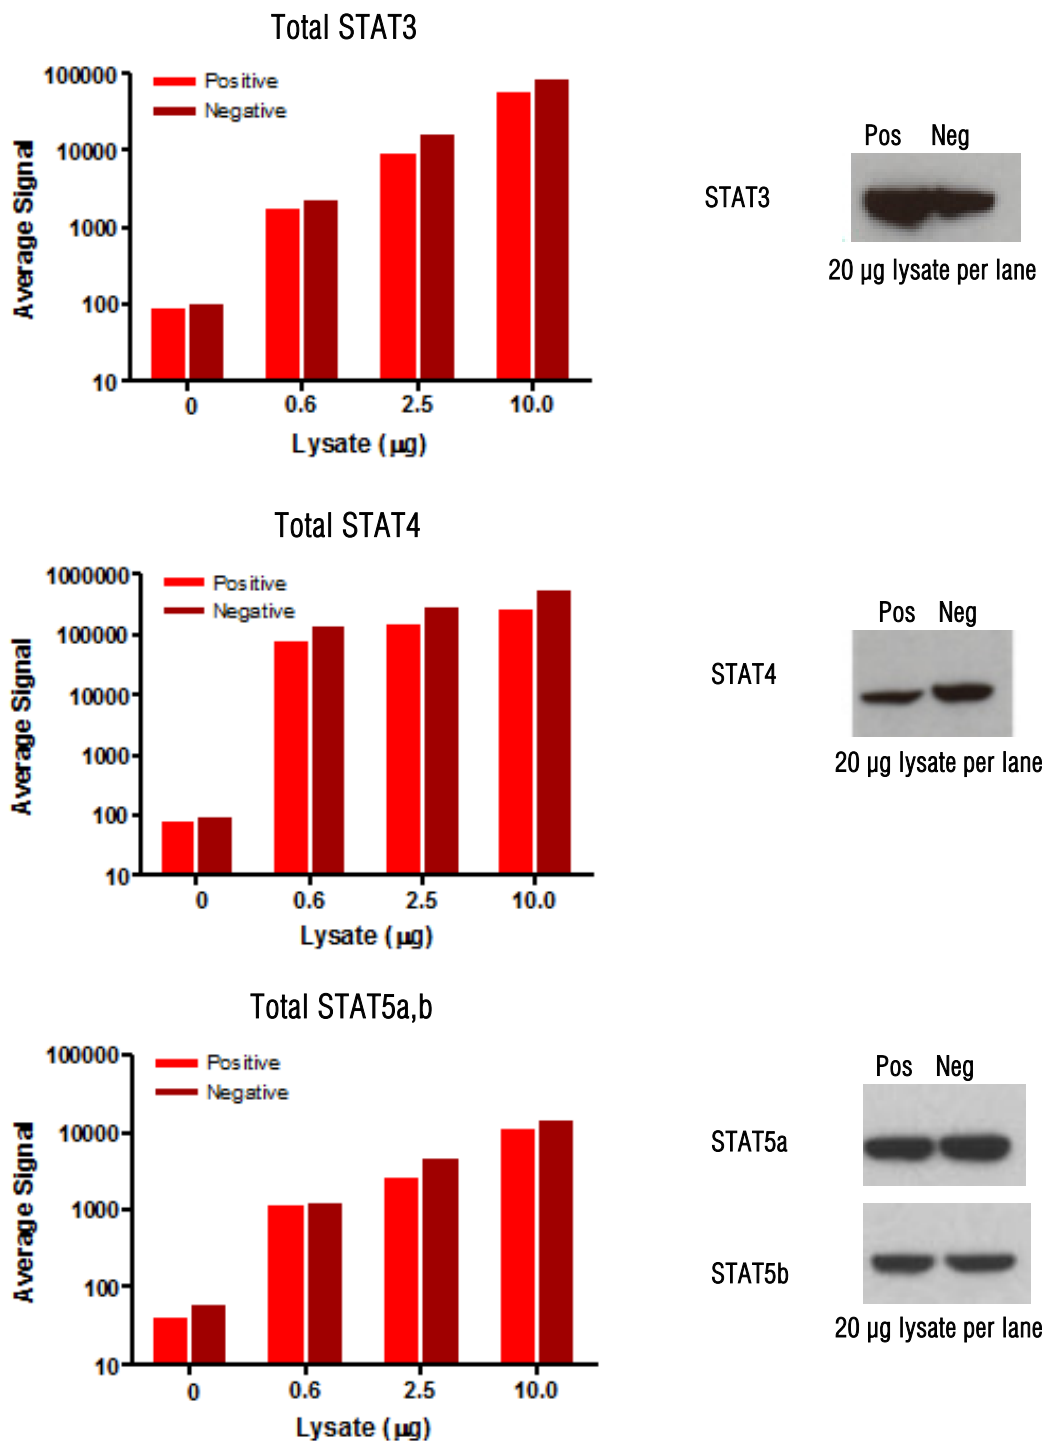 Total STAT3
100000
10000
1000
100
10
Average Signal
Positive
Negative
0 0.6 2.5 10.0
Lysate (μg)
Pos Neg
STAT3
20 μg lysate per lane
Total STAT4
1000000
100000
10000
1000
100
10
Average Signal
Positive
Negative
0 0.6 2.5 10.0
Lysate (μg)
Pos Neg
STAT4
20 μg lysate per lane
Total STAT5a,b
100000
10000
1000
100
10
Average Signal
Positive
Negative
0 0.6 2.5 10.0
Lysate (μg)
Pos Neg
STAT5a
STAT5b
20 μg lysate per lane